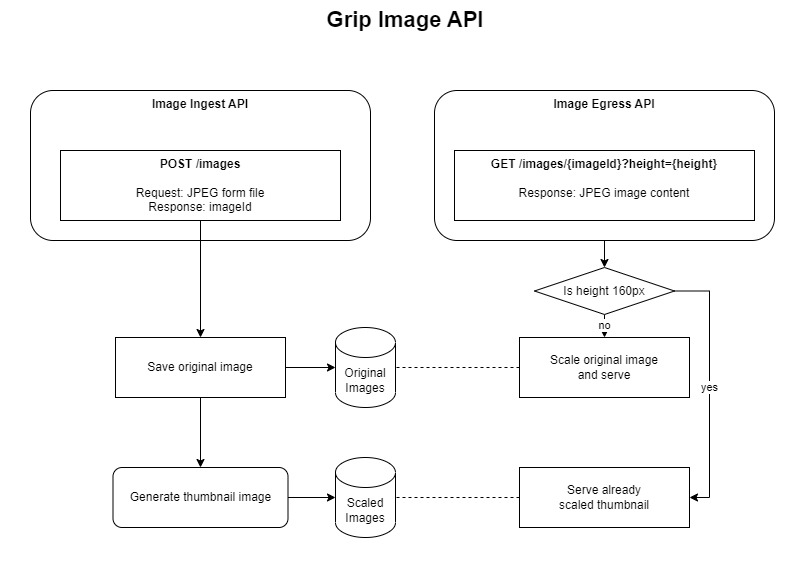 Grip Image API
Image Ingest API
POST /images
Request: JPEG form file
Response: imageId
Image Egress API
GET /images/{imageId}?height={height}
Response: JPEG image content
Is height 160px
no
yes
Save original image
Original
Images
Scale original image
and serve
Generate thumbnail image
Scaled
Images
Serve already
scaled thumbnail